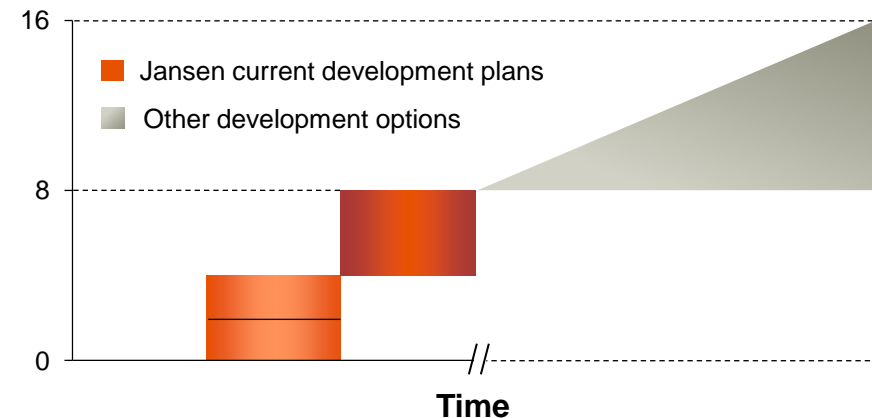 16
Jansen current development plans
Other development options
8
0
Time